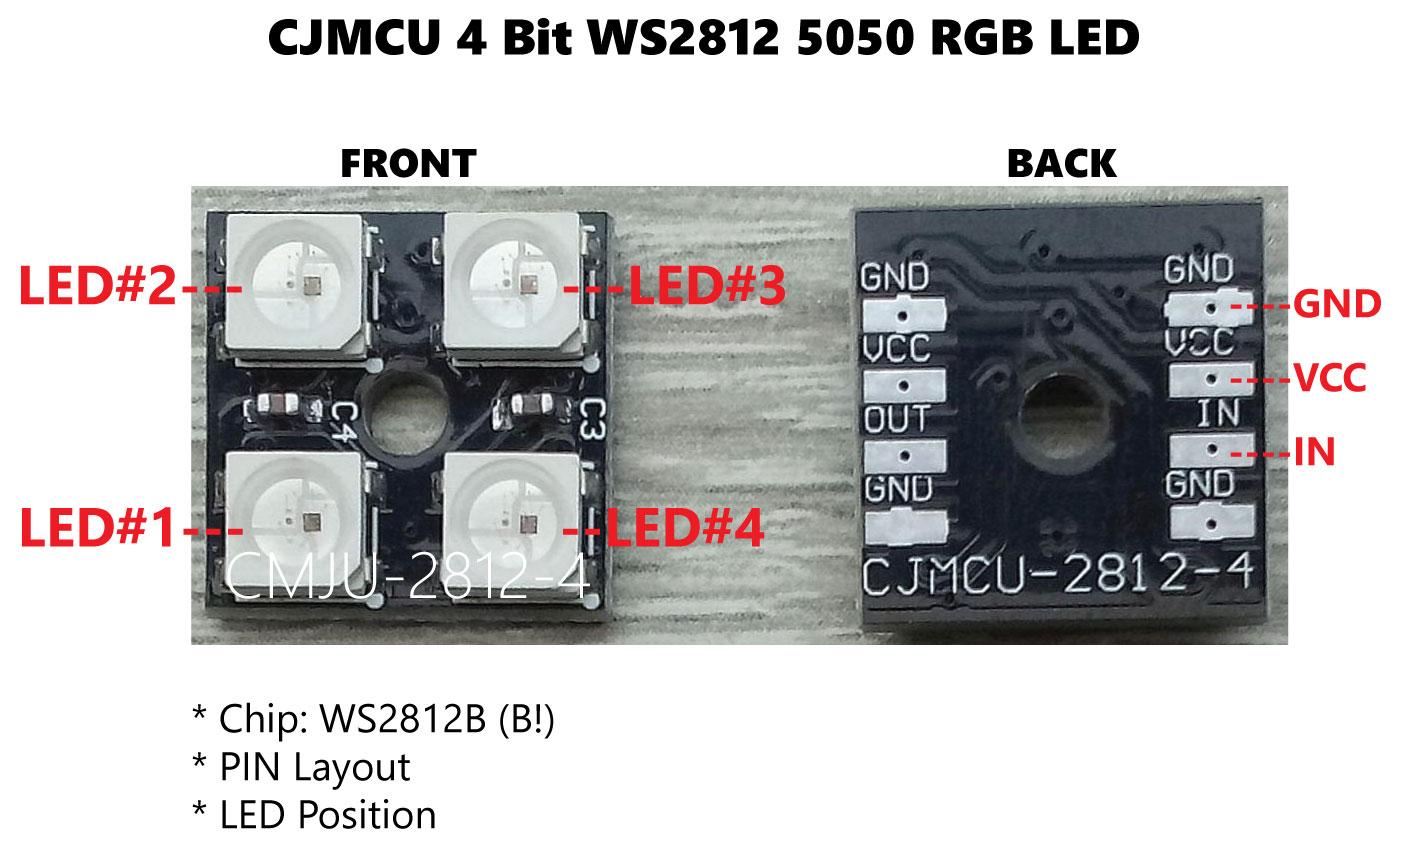 CJMCU 4 Bit WS2812 5050 RGB LED
FRONT
BACK
LED#2
LED#3
C4
C3
LED#1
LED#4
CMJU-2812-4
GND
GND
GND
VCC
VCC
VCC
OUT
IN
IN
GND
GND
CJMCU-2812-4
* Chip: WS2812B (B!)
* PIN Layout
* LED Position